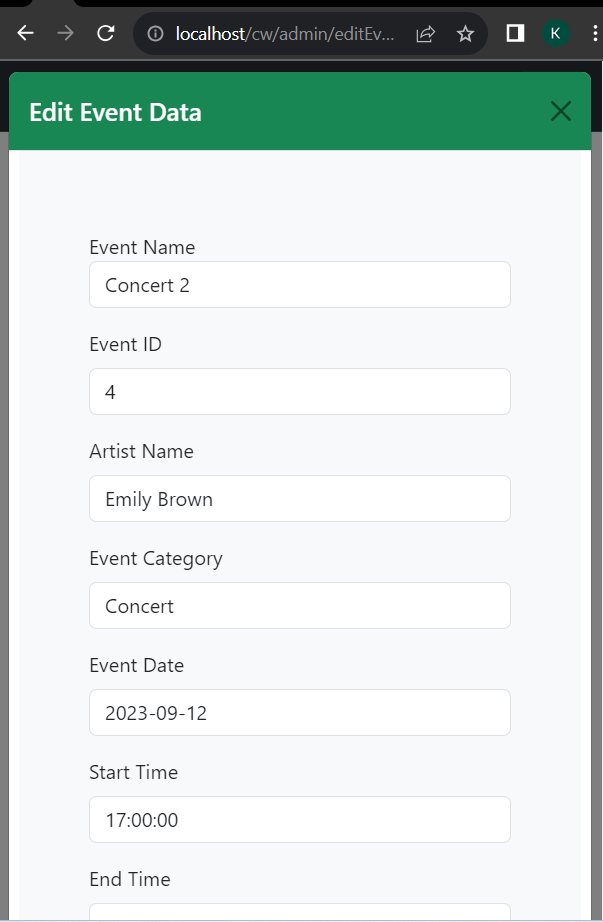 localhost/cw/admin/editEv...
K
Edit Event Data
Event Name
Concert 2
Event ID
4
Artist Name
Emily Brown
Event Category
Concert
Event Date
2023-09-12
Start Time
17:00:00
End Time